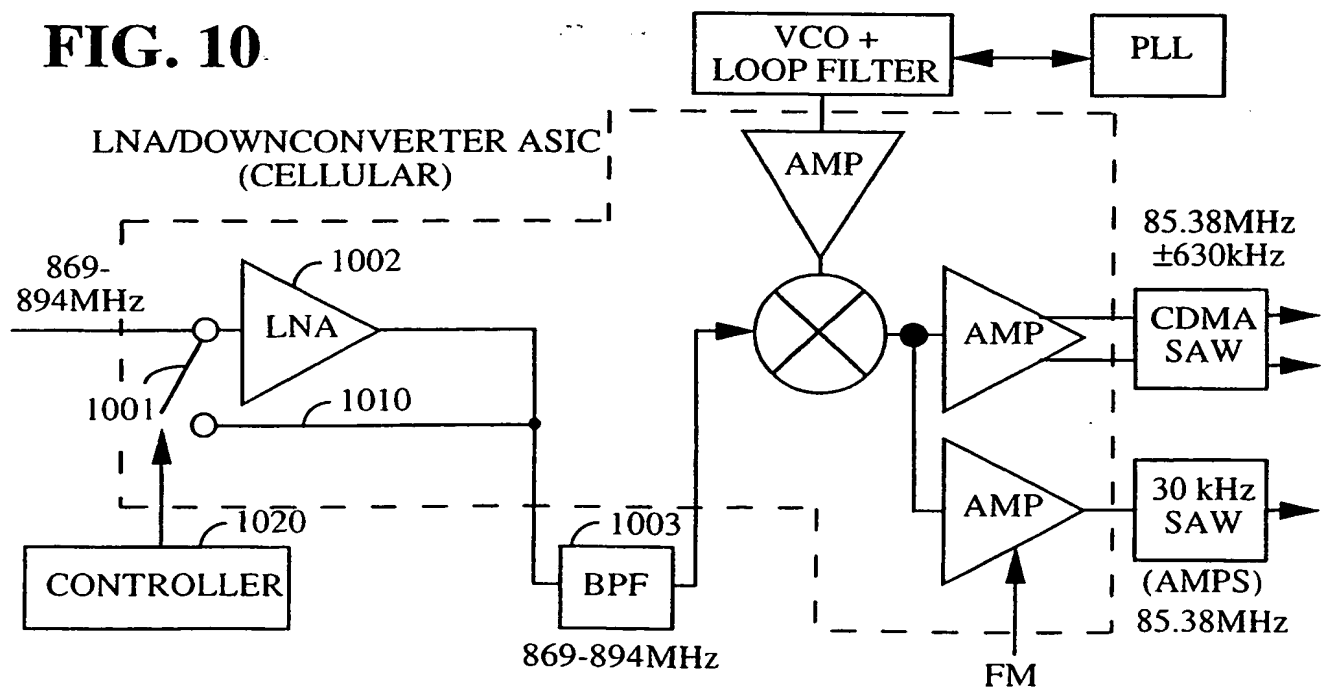 FIG. 10
VCO +
LOOP FILTER
PLL
LNA/DOWNCONVERTER ASIC
(CELLULAR)
AMP
869-
894MHz
1002
LNA
1001
1010
AMP
85.38MHz
±630kHz
CDMA
SAW
AMP
30 kHz
SAW
(AMPS)
85.38MHz
1020
CONTROLLER
1003
BPF
869-894MHz
FM